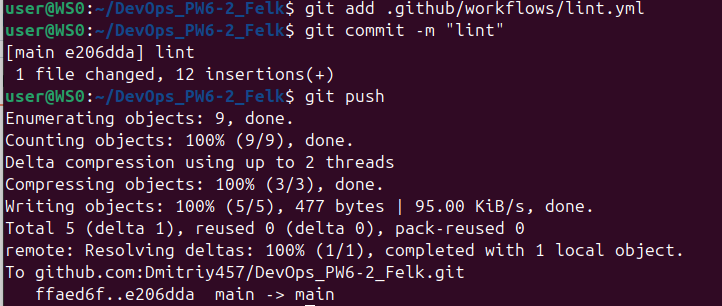 user@WS0:~/DevOps_PW6-2_Felk$ git add .github/workflows/lint.yml
user@WS0:~/DevOps_PW6-2_Felk$ git commit -m "lint"
[main e206dda] lint
 1 file changed, 12 insertions(+)
user@WS0:~/DevOps_PW6-2_Felk$ git push
Enumerating objects: 9, done.
Counting objects: 100% (9/9), done.
Delta compression using up to 2 threads
Compressing objects: 100% (3/3), done.
Writing objects: 100% (5/5), 477 bytes | 95.00 KiB/s, done.
Total 5 (delta 1), reused 0 (delta 0), pack-reused 0
remote: Resolving deltas: 100% (1/1), completed with 1 local object.
To github.com:Dmitriy457/DevOps_PW6-2_Felk.git
   ffaed6f..e206dda  main -> main